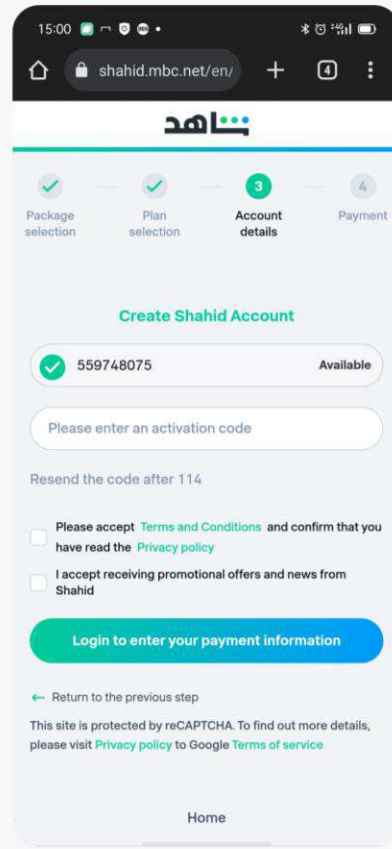 15:00
shahid.mbc.net/en/
4
شاهد
3
4
Package selection
Plan selection
Account details
Payment
Create Shahid Account
559748075
Available
Please enter an activation code
Resend the code after 114
Please accept Terms and Conditions and confirm that you
have read the Privacy policy
I accept receiving promotional offers and news from
Shahid
Login to enter your payment information
← Return to the previous step
This site is protected by reCAPTCHA. To find out more details,
please visit Privacy policy to Google Terms of service
Home